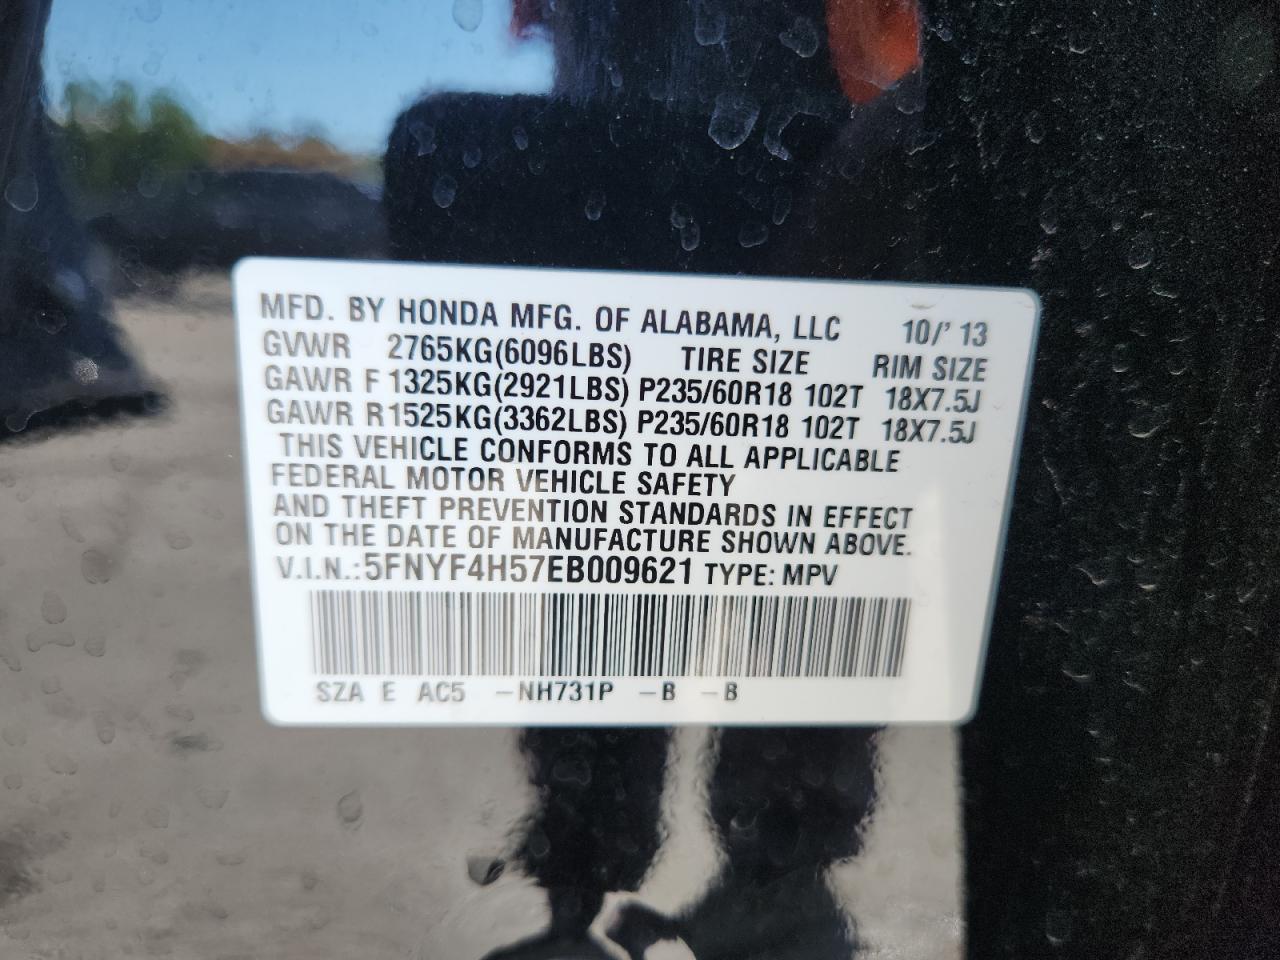 MFD. BY HONDA MFG. OF ALABAMA, LLC 10/'13
GVWR 2765KG(6096LBS) TIRE SIZE RIM SIZE
GAWR F 1325KG(2921LBS) P235/60R18 102T 18X7.5J
GAWR R1525KG(3362LBS) P235/60R18 102T 18X7.5J
THIS VEHICLE CONFORMS TO ALL APPLICABLE
FEDERAL MOTOR VEHICLE SAFETY
AND THEFT PREVENTION STANDARDS IN EFFECT
ON THE DATE OF MANUFACTURE SHOWN ABOVE.
V.I.N.:5FNYF4H57EB009621 TYPE: MPV
SZA E AC5 -NH731P -B -B